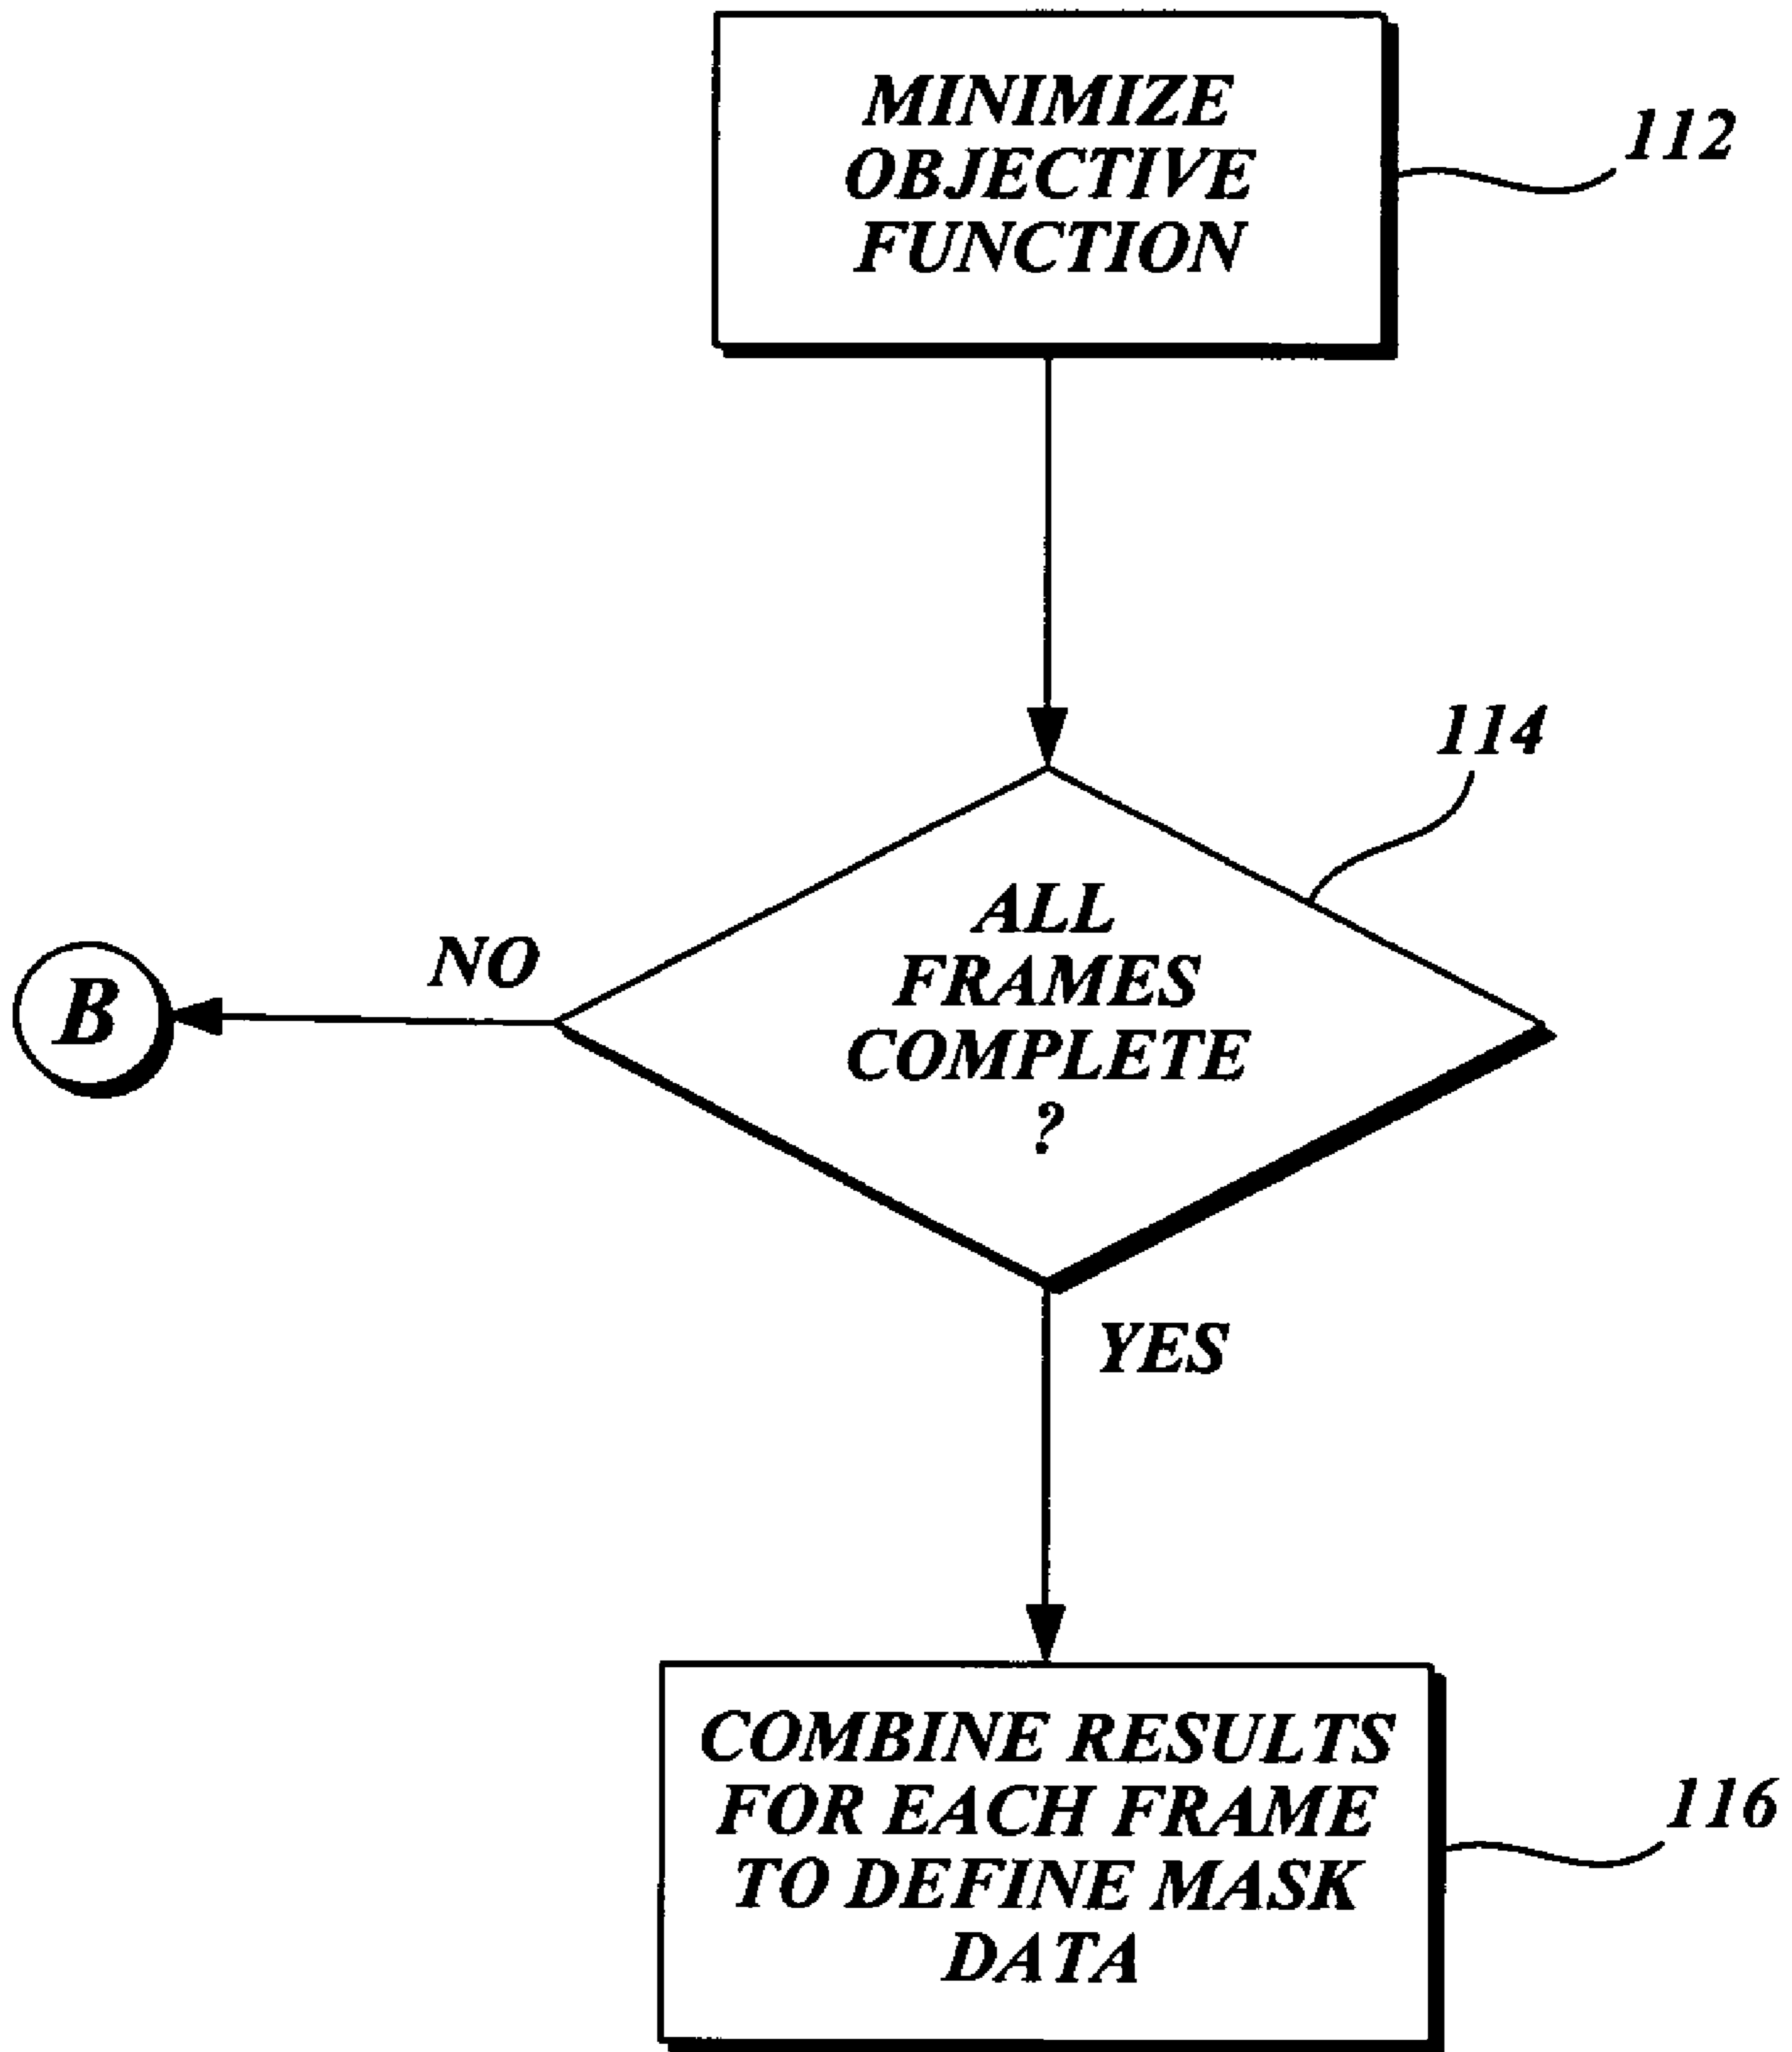 MINIMIZE
OBJECTIVE
FUNCTION
112
114
ALL
FRAMES
COMPLETE
?
NO
B
YES
COMBINE RESULTS
FOR EACH FRAME
TO DEFINE MASK
DATA
116